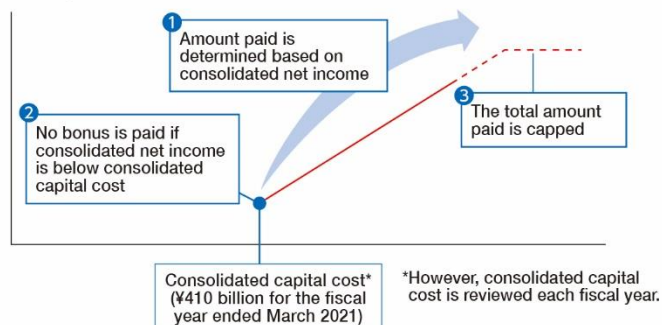 1
Amount paid is
determined based on
consolidated net income
2
No bonus is paid if
consolidated net income
is below consolidated
capital cost
3
The total amount
paid is capped
Consolidated capital cost*
(¥410 billion for the fiscal
year ended March 2021)
*However, consolidated capital
cost is reviewed each fiscal year.